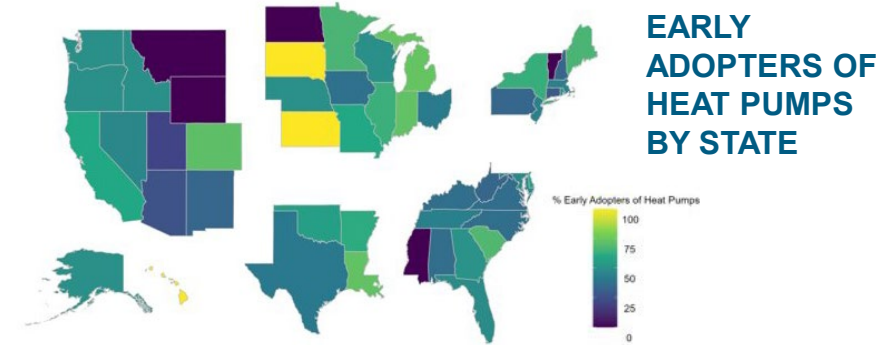 EARLY
ADOPTERS OF
HEAT PUMPS
BY STATE
% Early Adopters of Heat Pumps
100
75
50
25
0